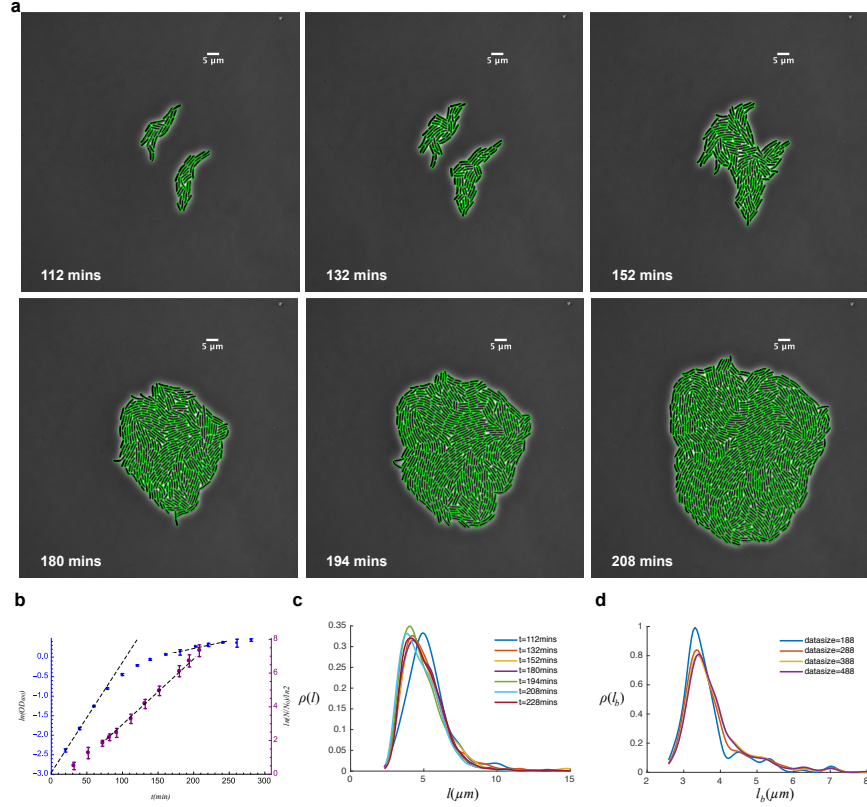 a
5 µm
5 µm
5 µm
112 mins
132 mins
152 mins
5 µm
5 µm
5 µm
180 mins
194 mins
208 mins
b
ln(OD600)
0.0
−0.5
−1.0
−1.5
−2.0
−2.5
−3.0
0 50 100 150 200 250 300
t(min)
8
6
4
2
0
ln(N/N0)/ln2
c
ρ(l)
0.35
0.3
0.25
0.2
0.15
0.1
0.05
0
0 5 10 15
l(µm)
t=112mins
t=132mins
t=152mins
t=180mins
t=194mins
t=208mins
t=228mins
d
ρ(lb)
1
0.8
0.6
0.4
0.2
0
2 3 4 5 6 7 8
lb(µm)
datasize=188
datasize=288
datasize=388
datasize=488